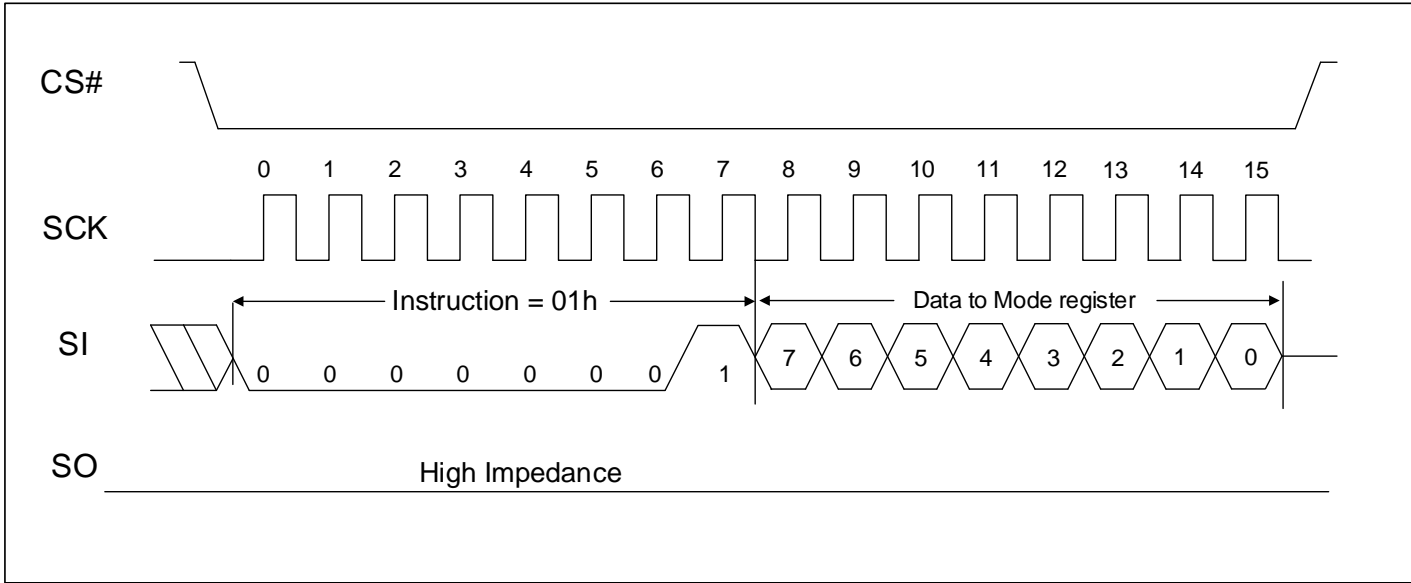 CS#
0 1 2 3 4 5 6 7 8 9 10 11 12 13 14 15
SCK
Instruction = 01h Data to Mode register
SI
0 0 0 0 0 0 0 1 7 6 5 4 3 2 1 0
SO
High Impedance